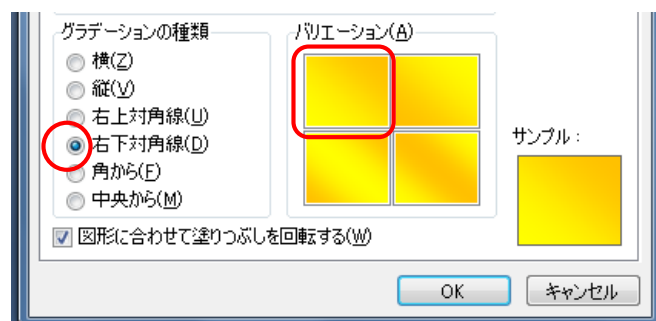 グラデーションの種類
横(Z)
縦(V)
右上対角線(U)
右下対角線(D)
角から(F)
中央から(M)
バリエーション(A)
サンプル：
図形に合わせて塗りつぶしを回転する(W)
OK
キャンセル